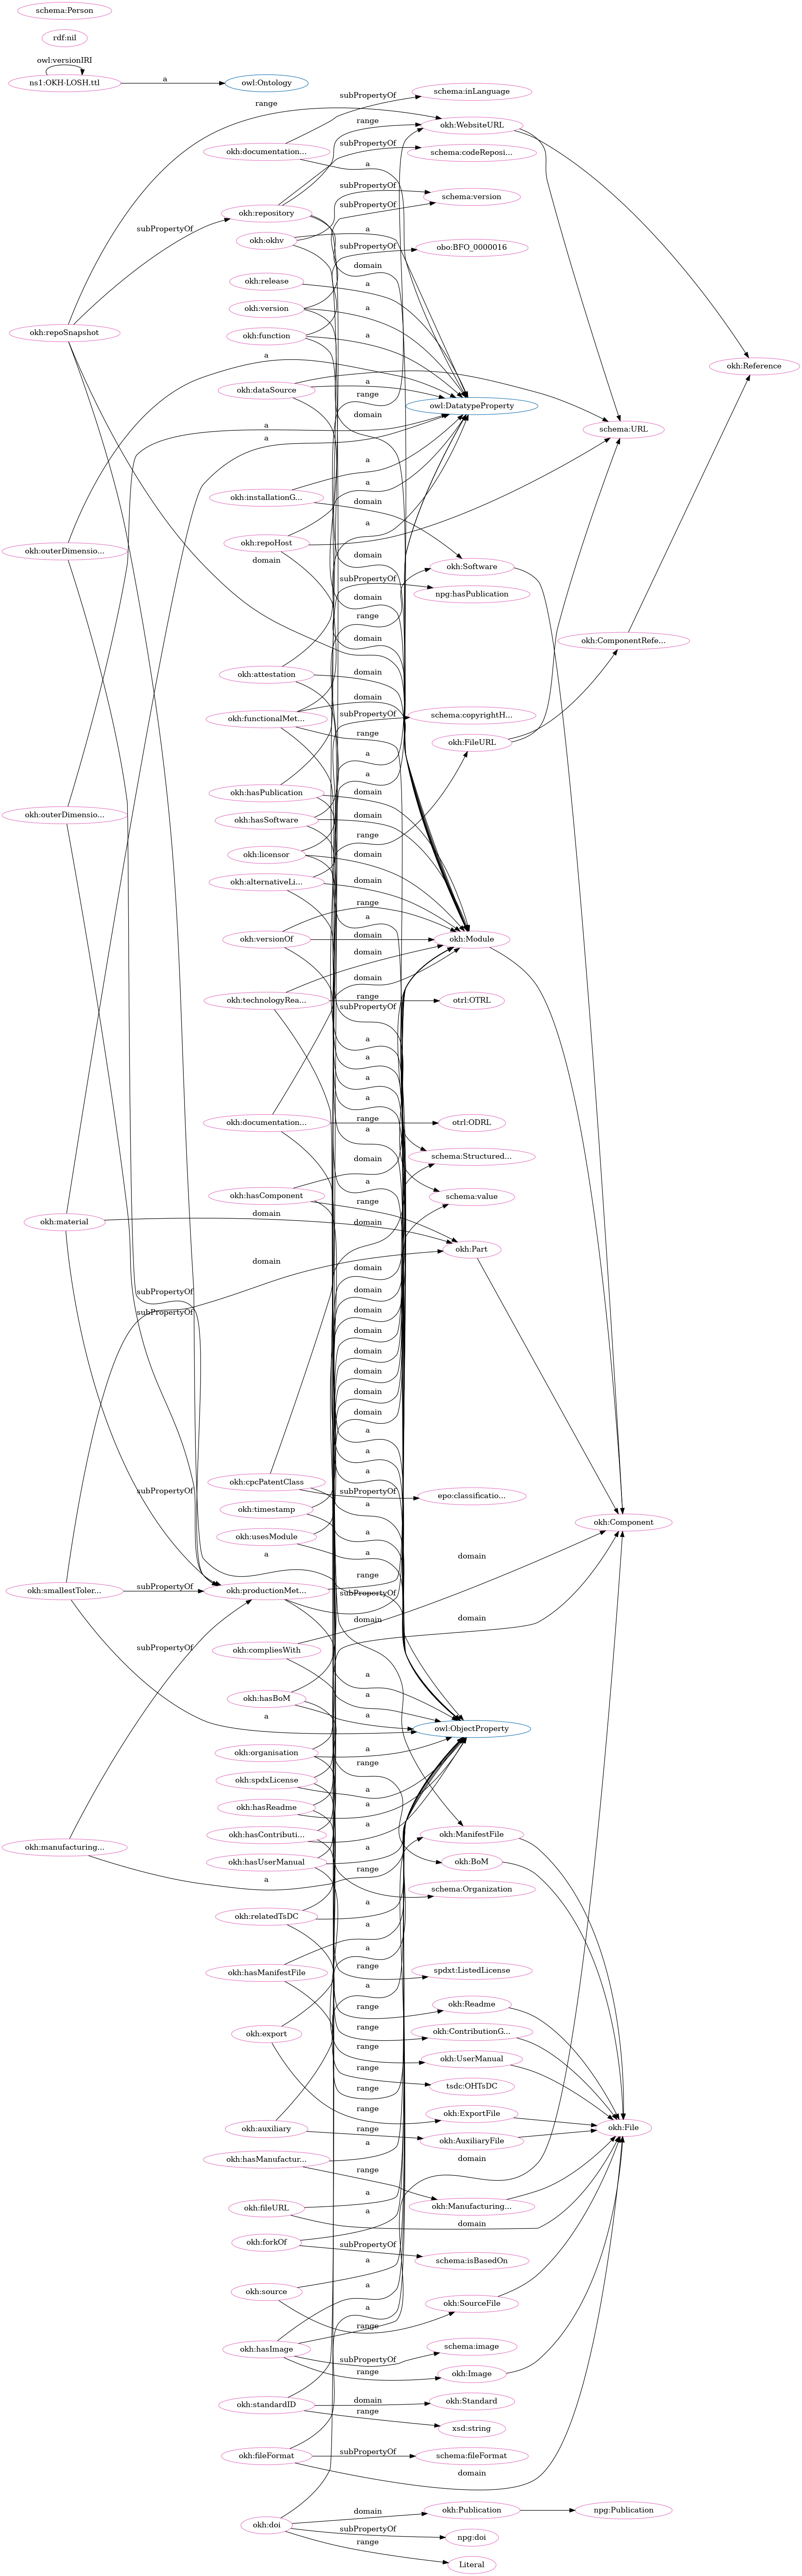 schema:Person
rdf:nil
owl:versionIRI
ns1:OKH-LOSH.ttl
a
owl:Ontology
subPropertyOf
schema:inLanguage
range
okh:WebsiteURL
range
okh:documentation...
subPropertyOf
schema:codeReposi...
a
subPropertyOf
schema:version
okh:repository
subPropertyOf
subPropertyOf
a
okh:okhv
subPropertyOf
obo:BFO_0000016
domain
okh:release
a
okh:version
a
okh:repoSnapshot
okh:function
a
a
okh:Reference
a
okh:dataSource
range
owl:DatatypeProperty
domain
a
schema:URL
a
a
okh:installationG...
a
domain
a
okh:repoHost
okh:outerDimensio...
domain
domain
okh:Software
subPropertyOf
npg:hasPublication
domain
range
domain
okh:ComponentRefe...
okh:attestation
domain
domain
subPropertyOf
schema:copyrightH...
okh:functionalMet...
range
okh:FileURL
a
a
okh:hasPublication
domain
okh:outerDimensio...
okh:hasSoftware
domain
range
okh:licensor
domain
okh:alternativeLi...
domain
range
a
okh:versionOf
domain
okh:Module
domain
domain
okh:technologyRea...
range
otrl:OTRL
subPropertyOf
a
a
a
a
okh:documentation...
range
otrl:ODRL
a
domain
schema:Structured...
a
okh:hasComponent
range
schema:value
domain
okh:material
domain
okh:Part
domain
domain
subPropertyOf
domain
subPropertyOf
domain
domain
domain
domain
domain
domain
a
a
a
okh:cpcPatentClass
subPropertyOf
subPropertyOf
epo:classificatio...
a
okh:timestamp
okh:Component
a
okh:usesModule
a
domain
range
subPropertyOf
okh:smallestToler...
okh:productionMet...
subPropertyOf
domain
domain
subPropertyOf
okh:compliesWith
a
a
okh:hasBoM
a
a
owl:ObjectProperty
okh:organisation
a
range
okh:spdxLicense
a
okh:hasReadme
a
okh:hasContributi...
a
okh:ManifestFile
okh:manufacturing...
a
okh:hasUserManual
okh:BoM
range
a
schema:Organization
a
okh:relatedTsDC
a
a
range
okh:hasManifestFile
spdxt:ListedLicense
a
range
okh:Readme
range
okh:export
okh:ContributionG...
range
okh:UserManual
range
range
tsdc:OHTsDC
range
okh:ExportFile
okh:auxiliary
range
okh:AuxiliaryFile
okh:File
a
okh:hasManufactur...
domain
range
a
okh:fileURL
okh:Manufacturing...
a
domain
okh:forkOf
subPropertyOf
a
schema:isBasedOn
a
okh:source
okh:SourceFile
a
range
okh:hasImage
subPropertyOf
schema:image
range
okh:Image
okh:standardID
domain
okh:Standard
range
xsd:string
okh:fileFormat
subPropertyOf
schema:fileFormat
domain
okh:doi
domain
okh:Publication
npg:Publication
subPropertyOf
npg:doi
range
Literal